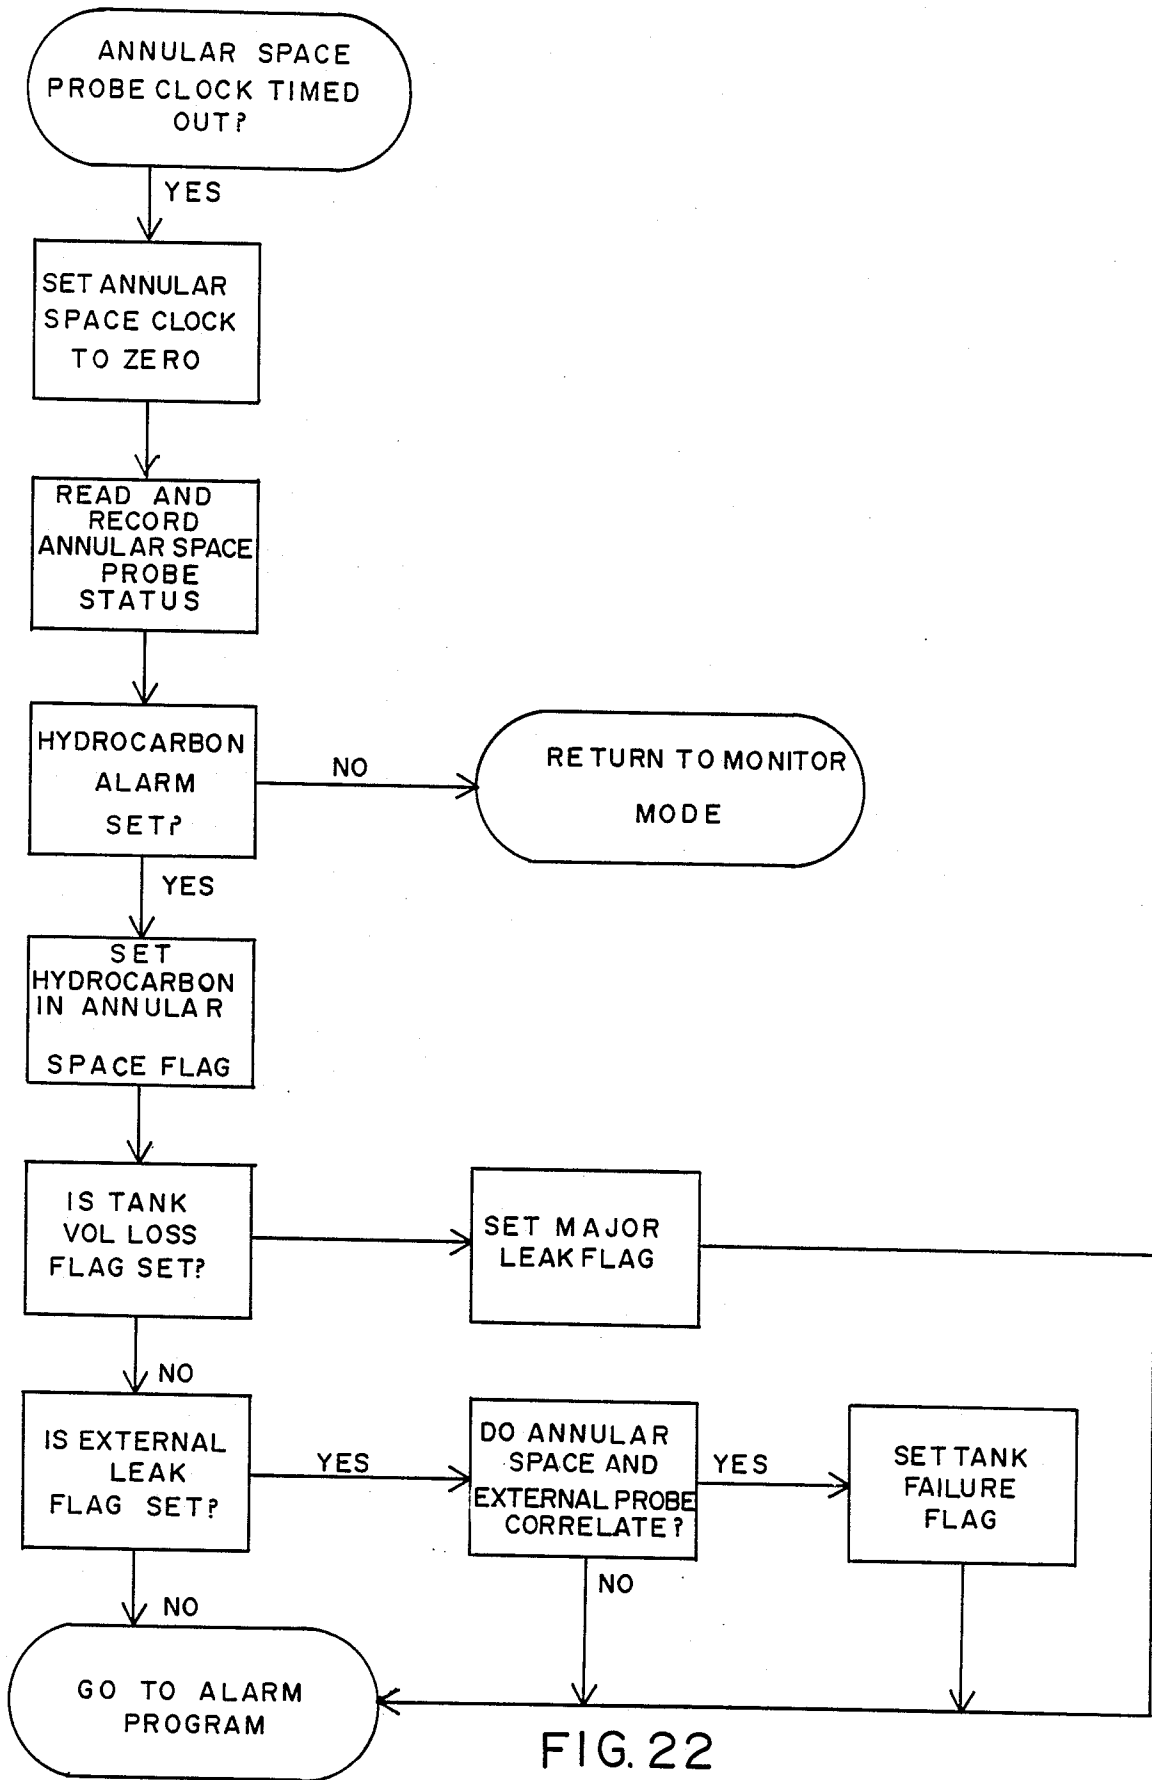 ANNULAR SPACE
PROBE CLOCK TIMED
OUT?
YES
SET ANNULAR
SPACE CLOCK
TO ZERO
READ AND
RECORD
ANNULAR SPACE
PROBE
STATUS
HYDROCARBON
ALARM
SET?
NO
RETURN TO MONITOR
MODE
YES
SET
HYDROCARBON
IN ANNULAR
SPACE FLAG
IS TANK
VOL LOSS
FLAG SET?
SET MAJOR
LEAK FLAG
NO
IS EXTERNAL
LEAK
FLAG SET?
YES
DO ANNULAR
SPACE AND
EXTERNAL PROBE
CORRELATE?
YES
SET TANK
FAILURE
FLAG
NO
NO
GO TO ALARM
PROGRAM
FIG. 22